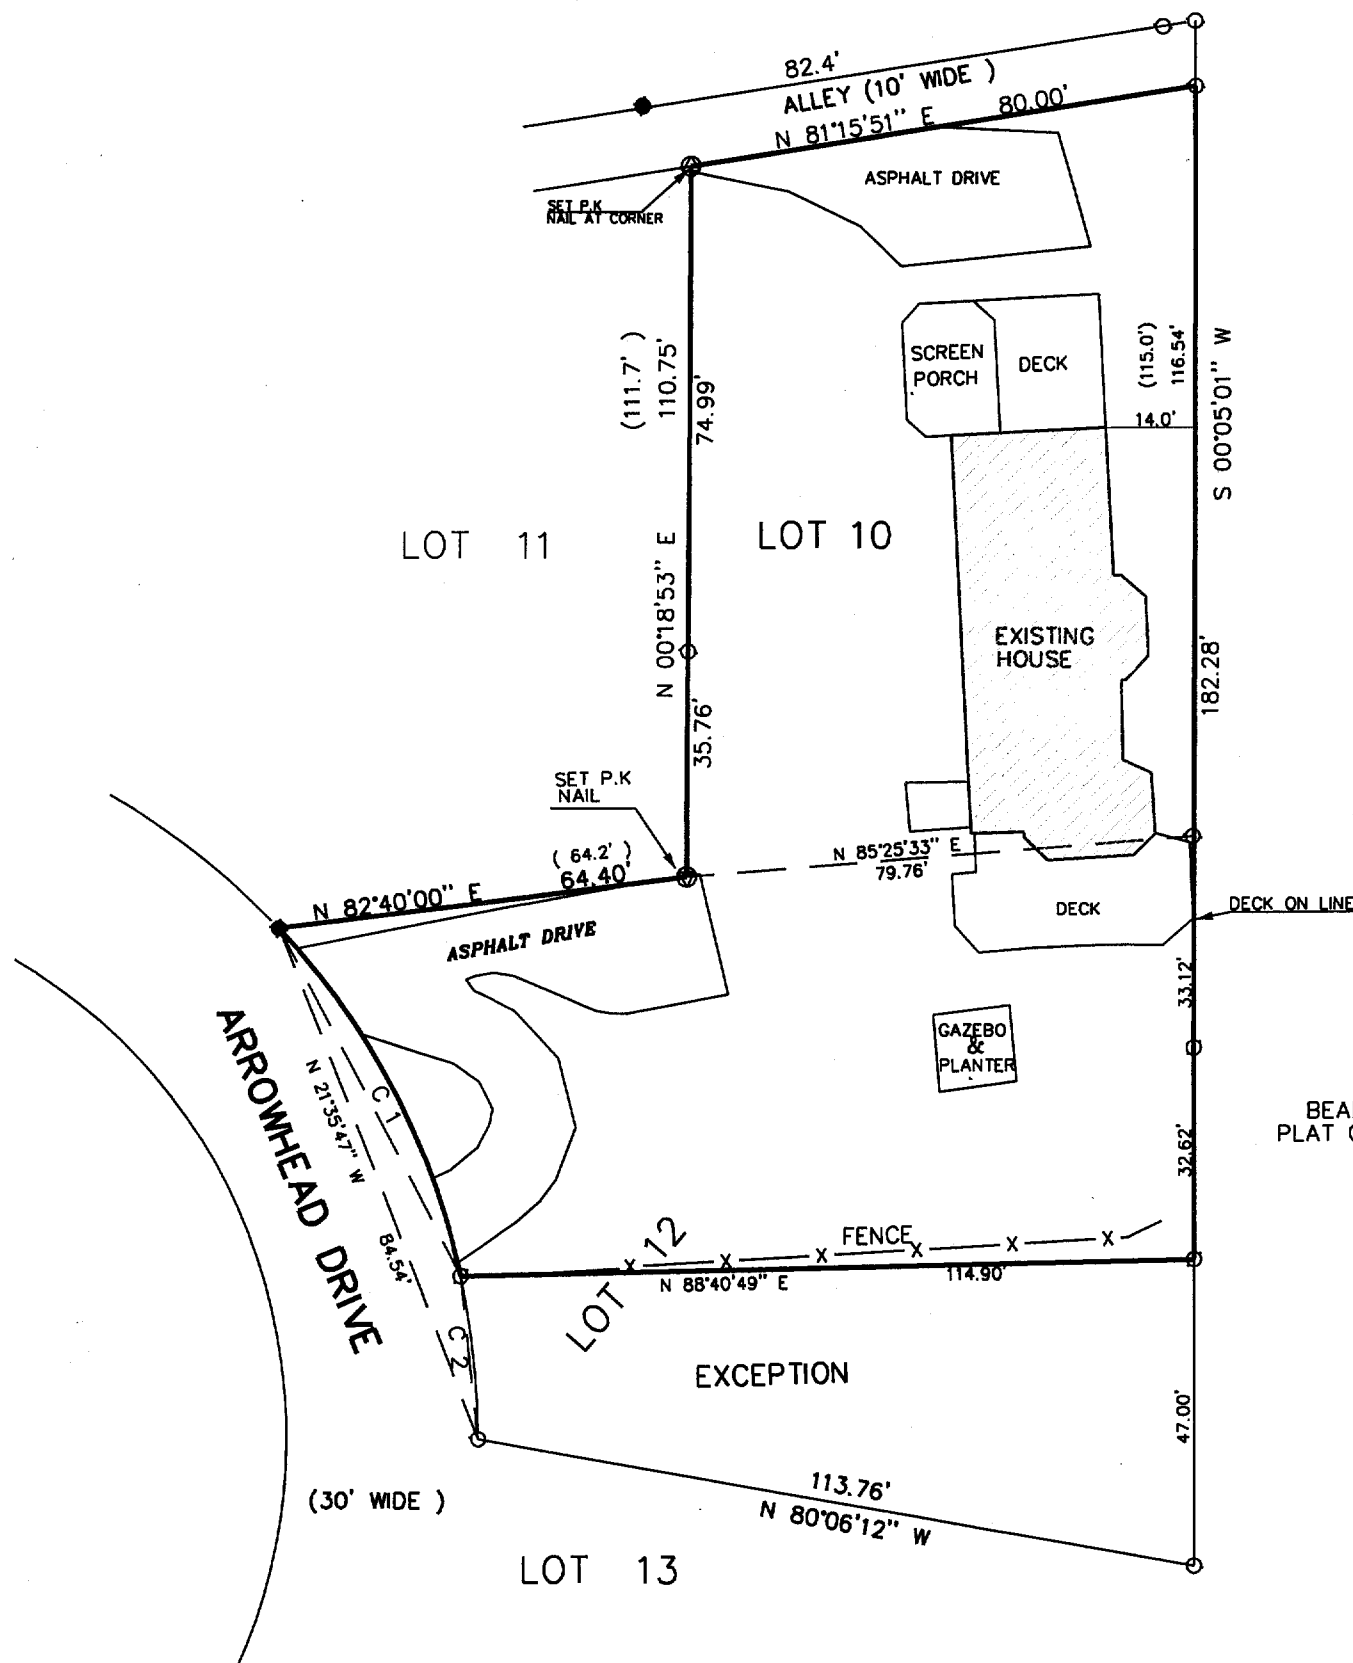 82.4'
ALLEY (10' WIDE )
80.00'
N 81°15'51" E
ASPHALT DRIVE
SET P.K
NAIL AT CORNER
SCREEN
PORCH
DECK
(115.0')
116.54'
S 00°05'01" W
14.0'
(111.7' )
110.75'
74.99'
LOT 11
LOT 10
N 00°18'53" E
EXISTING
HOUSE
182.28'
35.76'
SET P.K
NAIL
( 64.2' )
64.40'
N 82°40'00" E
N 85°25'33" E
79.76'
DECK
DECK ON LINE
ASPHALT DRIVE
33.12'
GAZEBO
&
PLANTER
ARROWHEAD DRIVE
N 21°35'47" W
84.54'
C 1
BEA
PLAT
32.62'
LOT 12
FENCE
X X X X X X
N 88°40'49" E
114.90'
C 2
EXCEPTION
47.00'
113.76'
N 80°06'12" W
(30' WIDE )
LOT 13